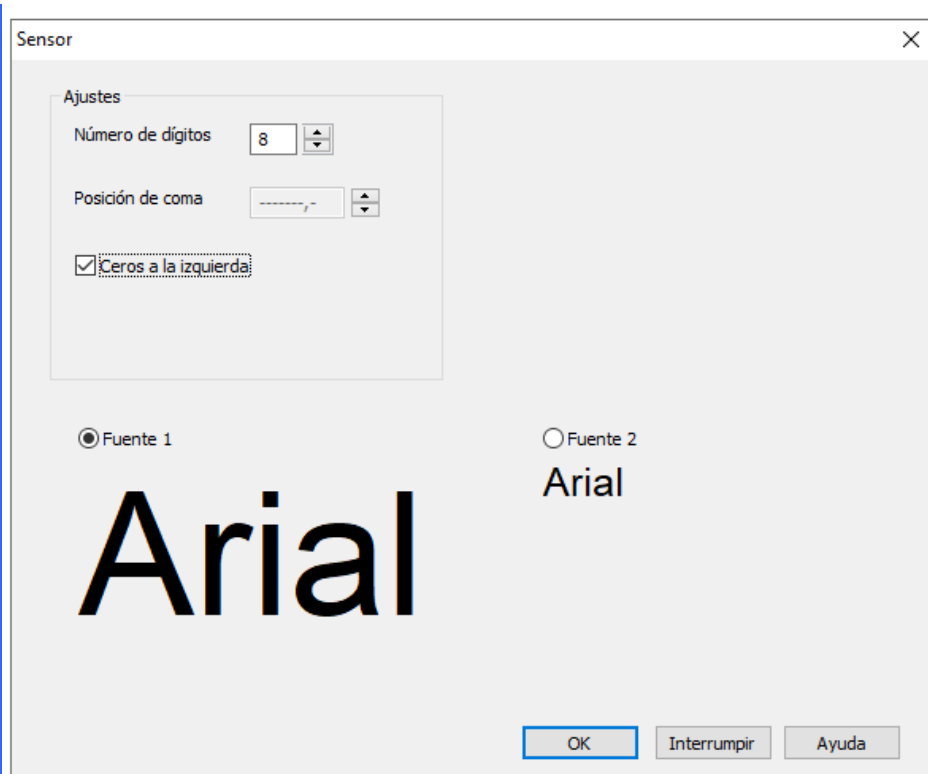 Sensor
Ajustes
Número de dígitos 8
Posición de coma -------,-
Ceros a la izquierda
Fuente 1 Fuente 2
Arial Arial
OK Interrumpir Ayuda